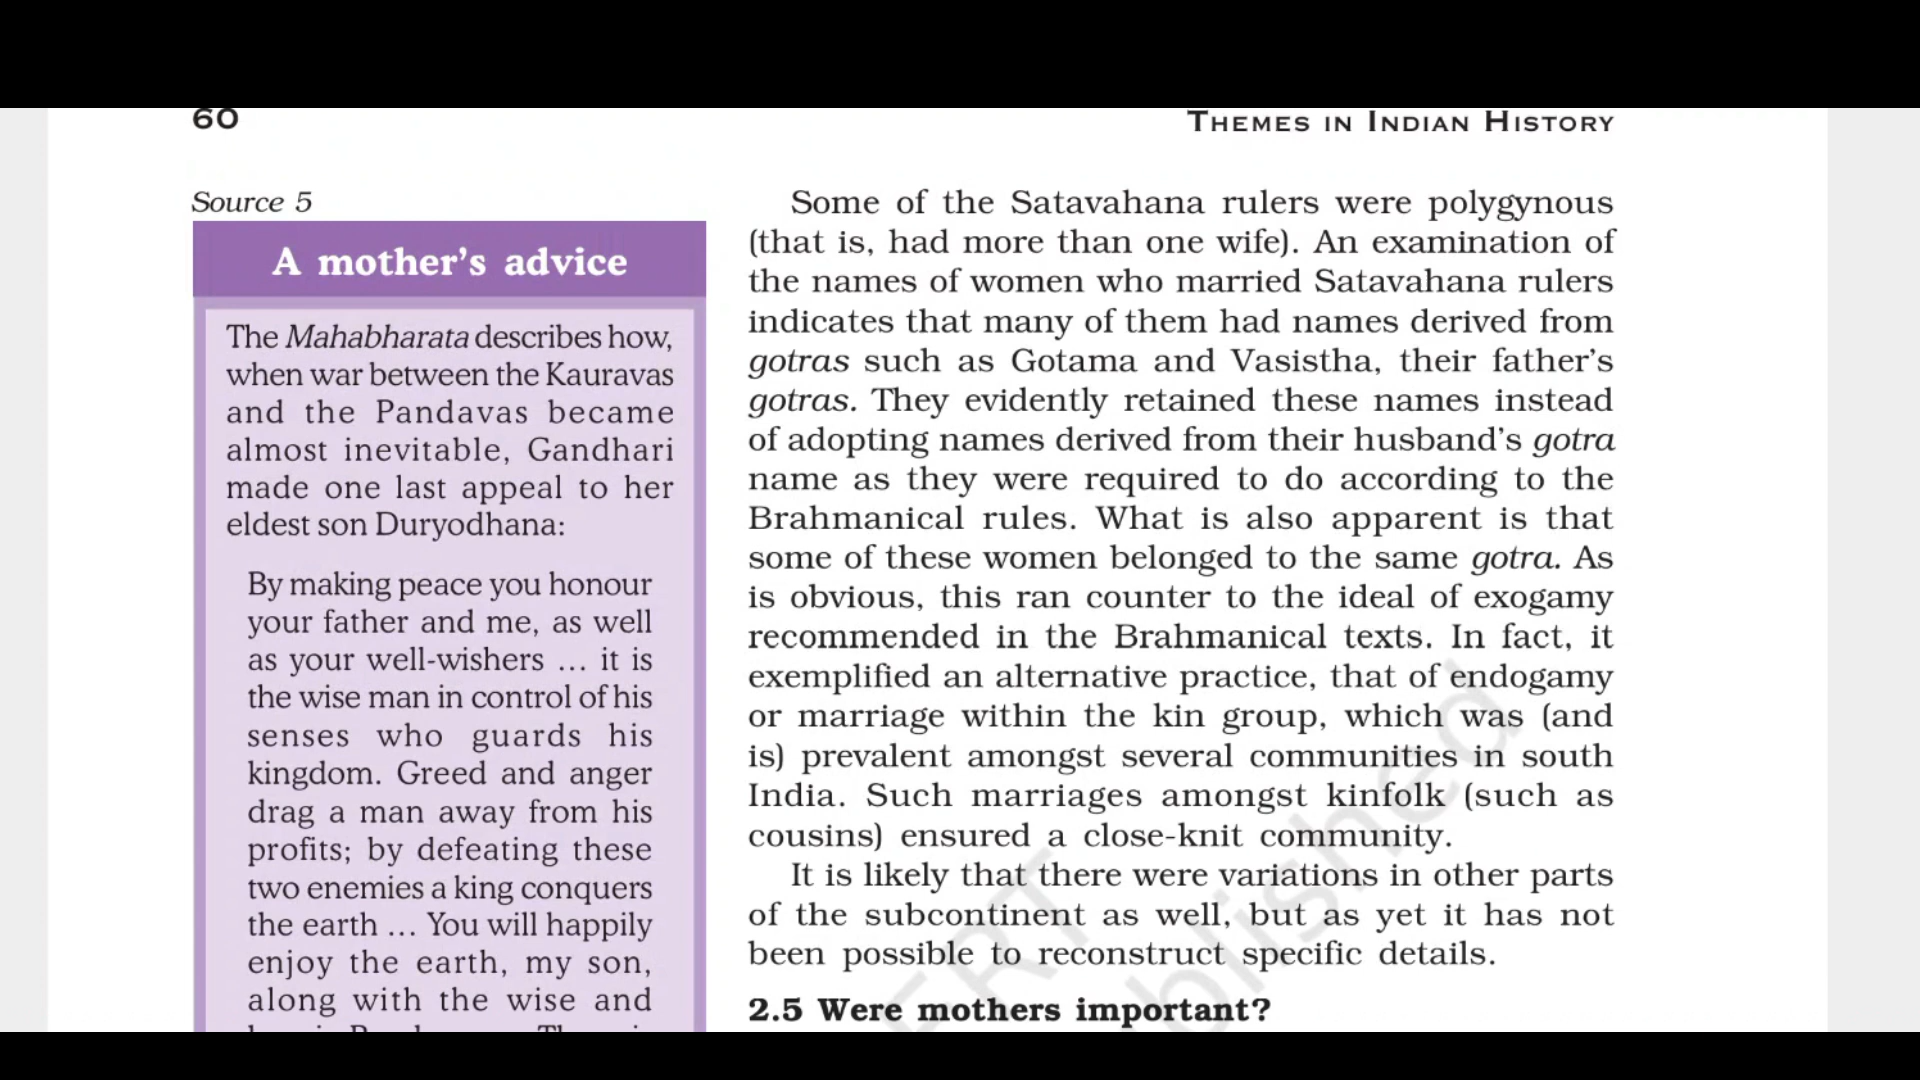 60
THEMES IN INDIAN HISTORY
Source 5
A mother’s advice
The Mahabharata describes how,
when war between the Kauravas
and the Pandavas became
almost inevitable, Gandhari
made one last appeal to her
eldest son Duryodhana:
By making peace you honour
your father and me, as well
as your well-wishers … it is
the wise man in control of his
senses who guards his
kingdom. Greed and anger
drag a man away from his
profits; by defeating these
two enemies a king conquers
the earth … You will happily
enjoy the earth, my son,
along with the wise and
Some of the Satavahana rulers were polygynous
(that is, had more than one wife). An examination of
the names of women who married Satavahana rulers
indicates that many of them had names derived from
gotras such as Gotama and Vasistha, their father’s
gotras. They evidently retained these names instead
of adopting names derived from their husband’s gotra
name as they were required to do according to the
Brahmanical rules. What is also apparent is that
some of these women belonged to the same gotra. As
is obvious, this ran counter to the ideal of exogamy
recommended in the Brahmanical texts. In fact, it
exemplified an alternative practice, that of endogamy
or marriage within the kin group, which was (and
is) prevalent amongst several communities in south
India. Such marriages amongst kinfolk (such as
cousins) ensured a close-knit community.
It is likely that there were variations in other parts
of the subcontinent as well, but as yet it has not
been possible to reconstruct specific details.
2.5 Were mothers important?